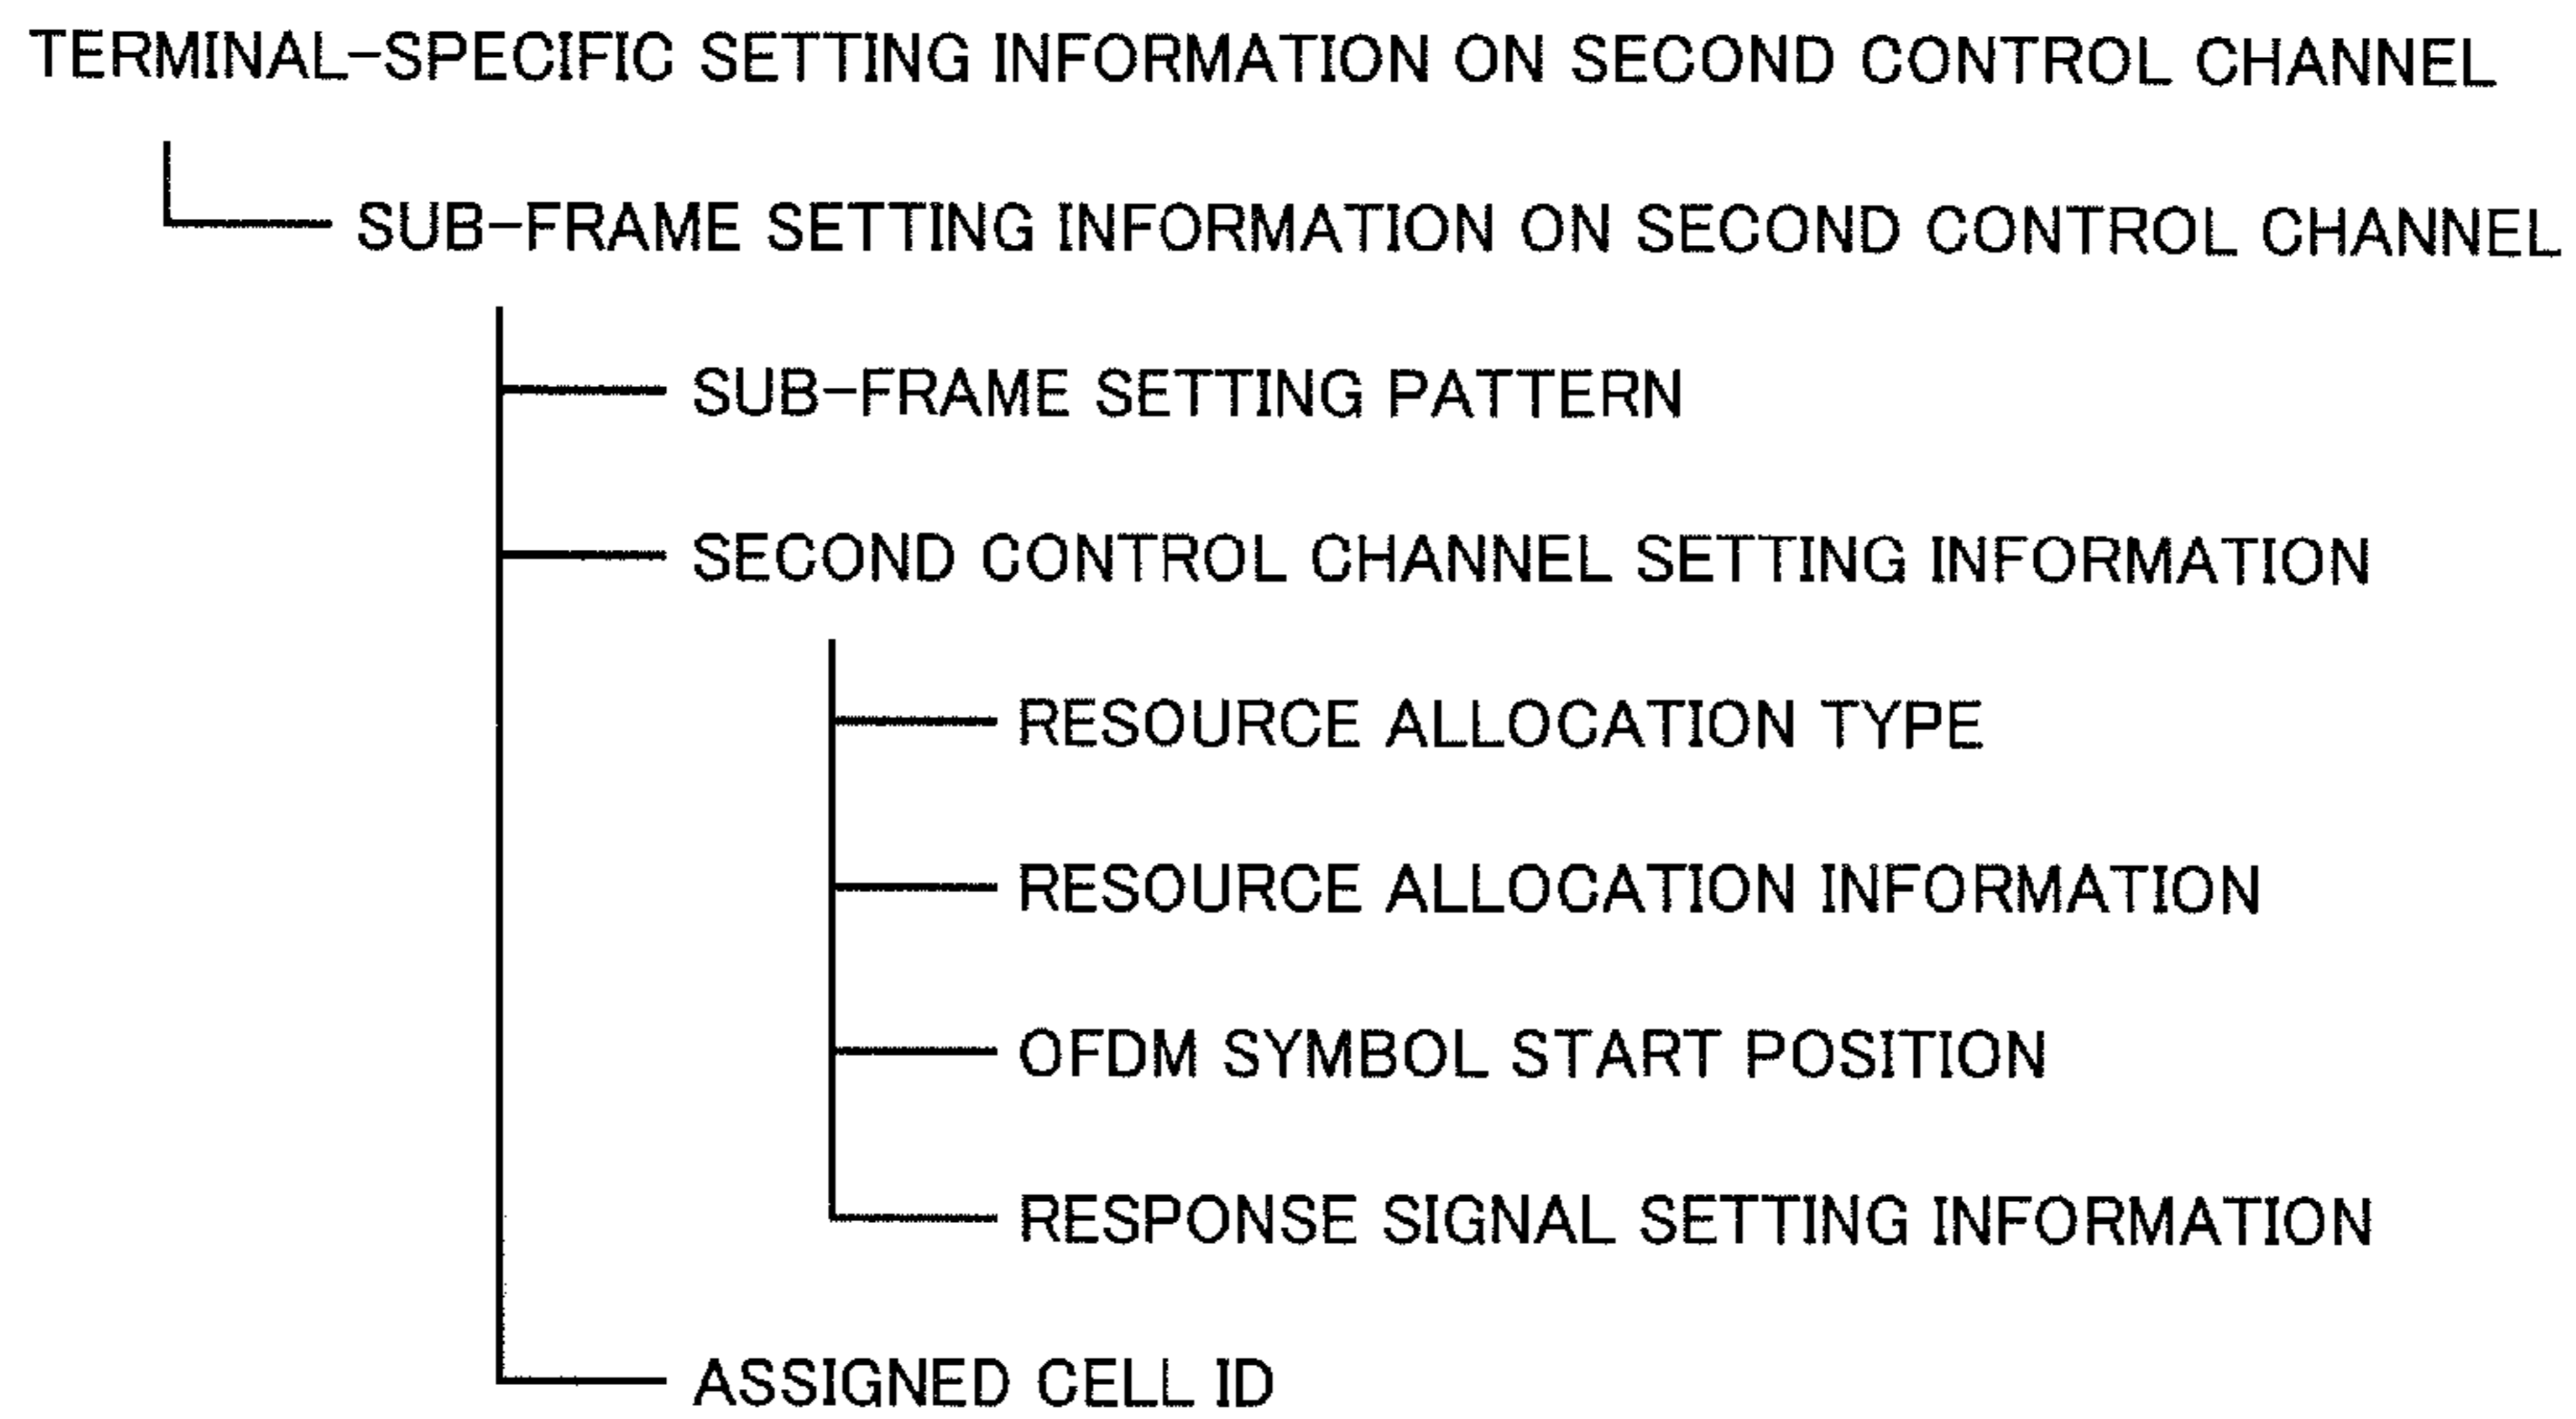 TERMINAL-SPECIFIC SETTING INFORMATION ON SECOND CONTROL CHANNEL
SUB-FRAME SETTING INFORMATION ON SECOND CONTROL CHANNEL
SUB-FRAME SETTING PATTERN
SECOND CONTROL CHANNEL SETTING INFORMATION
RESOURCE ALLOCATION TYPE
RESOURCE ALLOCATION INFORMATION
OFDM SYMBOL START POSITION
RESPONSE SIGNAL SETTING INFORMATION
ASSIGNED CELL ID